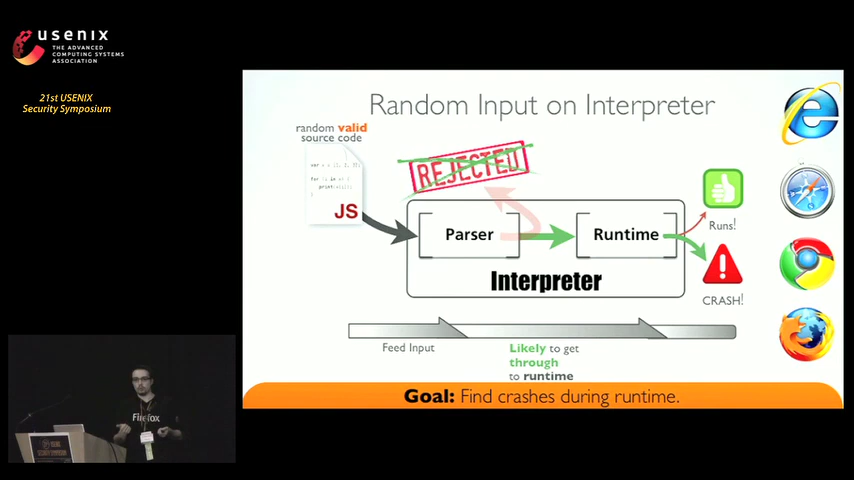 usenix
THE ADVANCED
COMPUTING SYSTEMS
ASSOCIATION
21st USENIX
Security Symposium
Random Input on Interpreter
random valid
source code
JS
REJECTED
Parser
Runtime
Interpreter
Runs!
CRASH!
Feed Input
Likely to get
through
to runtime
Goal: Find crashes during runtime.
Firefox